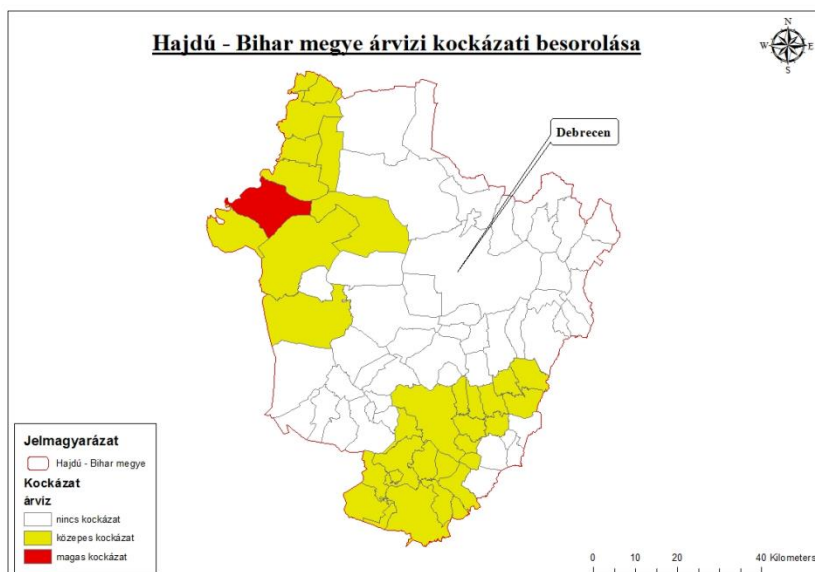 Hajdú - Bihar megye árvizi kockázati besorolása
N
W E
S
Debrecen
Jelmagyarázat
Hajdú - Bihar megye
Kockázat
árvíz
nincs kockázat
közepes kockázat
magas kockázat
0 10 20 40 Kilometers